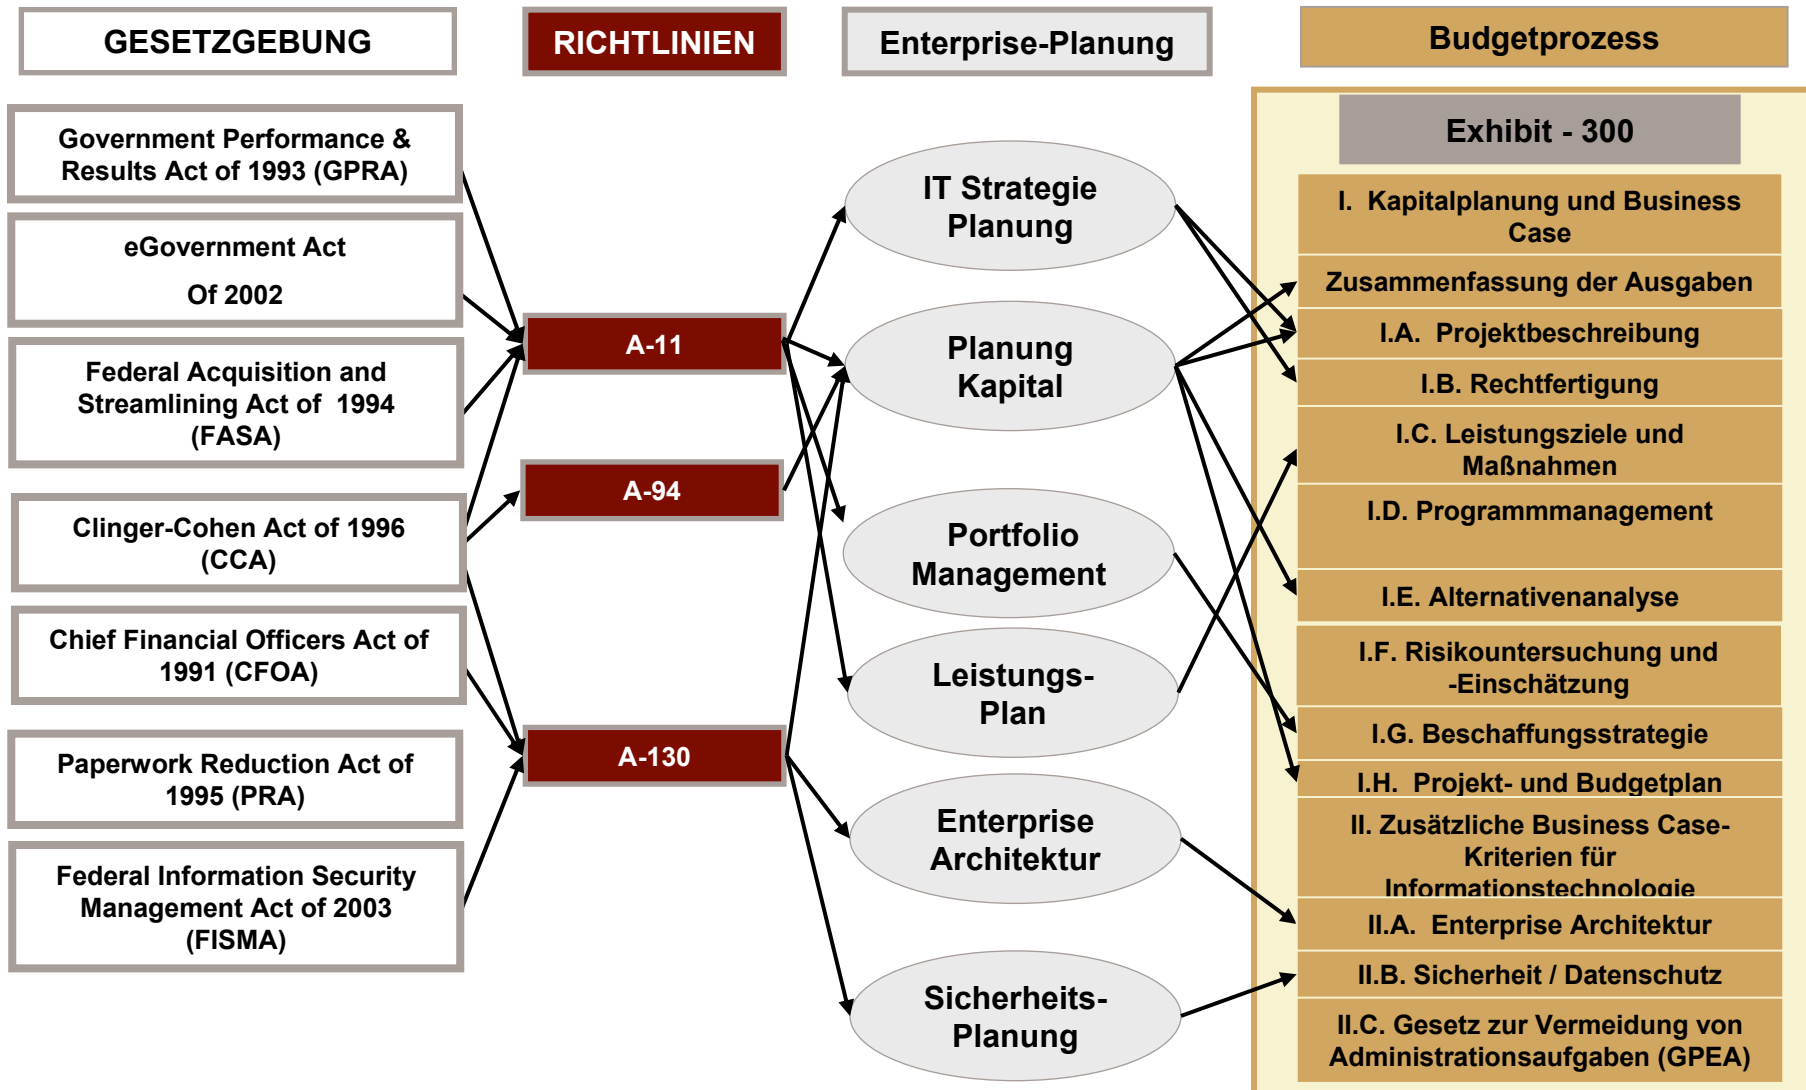 GESETZGEBUNG
Government Performance &
Results Act of 1993 (GPRA)
eGovernment Act
Of 2002
Federal Acquisition and
Streamlining Act of 1994
(FASA)
Clinger-Cohen Act of 1996
(CCA)
Chief Financial Officers Act of
1991 (CFOA)
Paperwork Reduction Act of
1995 (PRA)
Federal Information Security
Management Act of 2003
(FISMA)
RICHTLINIEN
A-11
A-94
A-130
Enterprise-Planung
IT Strategie
Planung
Planung
Kapital
Portfolio
Management
Leistungs-
Plan
Enterprise
Architektur
Sicherheits-
Planung
Budgetprozess
Exhibit - 300
I. Kapitalplanung und Business
Case
Zusammenfassung der Ausgaben
I.A. Projektbeschreibung
I.B. Rechtfertigung
I.C. Leistungsziele und
Maßnahmen
I.D. Programmmanagement
I.E. Alternativenanalyse
I.F. Risikountersuchung und
-Einschätzung
I.G. Beschaffungsstrategie
I.H. Projekt- und Budgetplan
II. Zusätzliche Business Case-
Kriterien für
Informationstechnologie
II.A. Enterprise Architektur
II.B. Sicherheit / Datenschutz
II.C. Gesetz zur Vermeidung von
Administrationsaufgaben (GPEA)